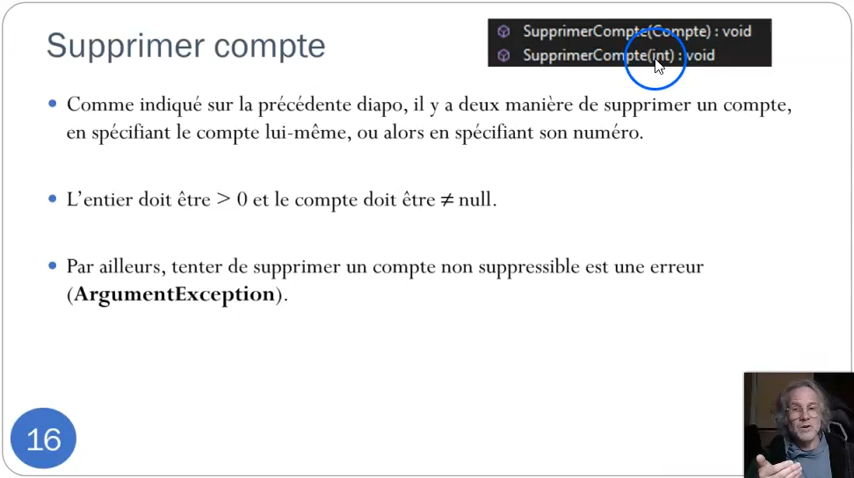 Supprimer compte
SupprimerCompte(Compte) : void
SupprimerCompte(int) : void
• Comme indiqué sur la précédente diapo, il y a deux manière de supprimer un compte,
en spécifiant le compte lui-même, ou alors en spécifiant son numéro.
• L'entier doit être > 0 et le compte doit être ≠ null.
• Par ailleurs, tenter de supprimer un compte non suppressible est une erreur
(ArgumentException).
16